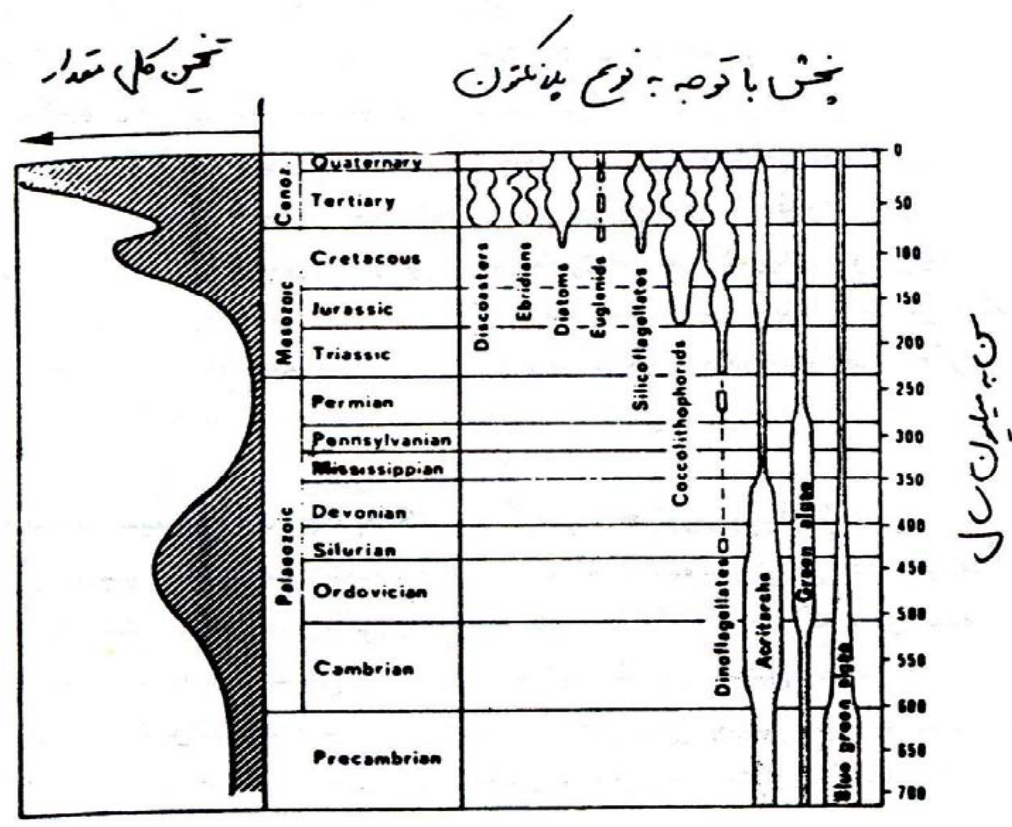 تخمین کل مقدار
پخش با توجه به نوع پلانکتون
Cenoz.
Quaternary
Tertiary
Mesozoic
Cretacous
Jurassic
Triassic
Palaeozoic
Permian
Pennsylvanian
Mississippian
Devonian
Silurian
Ordovician
Cambrian
Precambrian
Discoasters
Ebridians
Diatoms
Euglenids
Silicoflagellates
Coccolithophorids
Dinoflagellates
Acritarchs
Green algae
Blue green algae
0
50
100
150
200
250
300
350
400
450
500
550
600
650
700
سن به میلیون سال